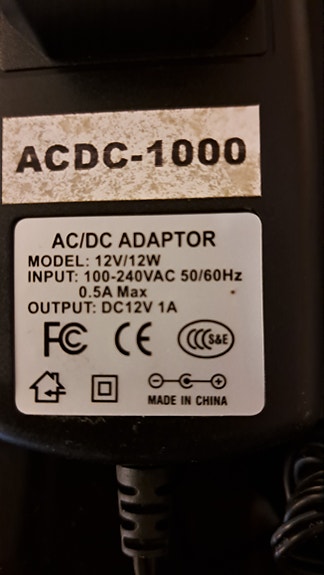 ACDC-1000
AC/DC ADAPTOR
MODEL: 12V/12W
INPUT: 100-240VAC 50/60Hz
0.5A Max
OUTPUT: DC12V 1A
FC CE CCC S&E
MADE IN CHINA